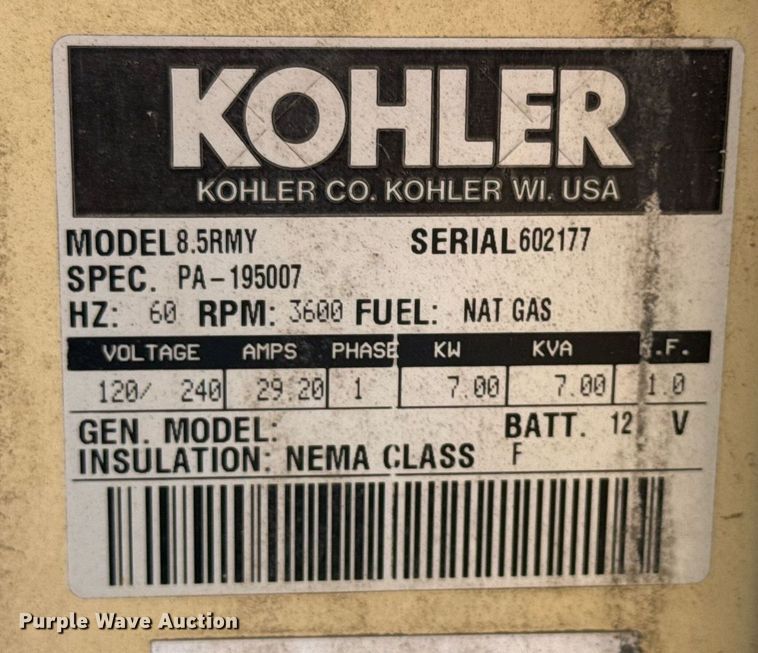 KOHLER
KOHLER CO. KOHLER WI. USA
MODEL 8.5RMY SERIAL 602177
SPEC. PA-195007
HZ: 60 RPM: 3600 FUEL: NAT GAS
VOLTAGE AMPS PHASE KW KVA .F.
120/ 240 29.20 1 7.00 7.00 1.0
GEN. MODEL: BATT. 12 V
INSULATION: NEMA CLASS F
Purple Wave Auction